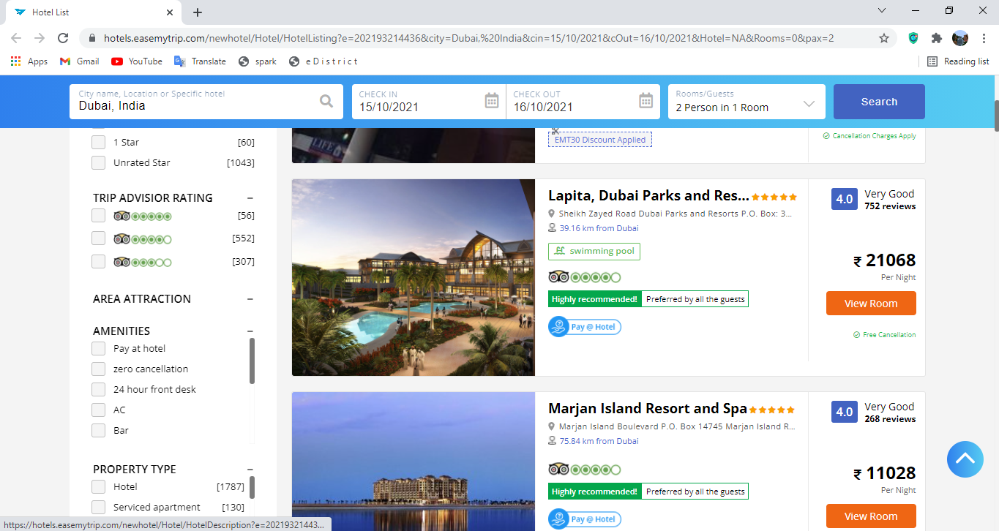 Hotel List
hotels.easemytrip.com/newhotel/Hotel/HotelListing?e=202193214436&city=Dubai,%20India&cin=15/10/2021&cOut=16/10/2021&Hotel=NA&Rooms=0&pax=2
Apps
Gmail
YouTube
Translate
spark
e D i s t r i c t
Reading list
City name, Location or Specific hotel
Dubai, India
CHECK IN
15/10/2021
CHECK OUT
16/10/2021
Rooms/Guests
2 Person in 1 Room
Search
1 Star [60]
Unrated Star [1043]
TRIP ADVISIOR RATING
[56]
[552]
[307]
AREA ATTRACTION
AMENITIES
Pay at hotel
zero cancellation
24 hour front desk
AC
Bar
PROPERTY TYPE
Hotel [1787]
Serviced apartment [130]
LIFE
EMT30 Discount Applied
Cancellation Charges Apply
Lapita, Dubai Parks and Res...
Sheikh Zayed Road Dubai Parks and Resorts P.O. Box: 3...
39.16 km from Dubai
swimming pool
Highly recommended! Preferred by all the guests
Pay @ Hotel
4.0 Very Good
752 reviews
₹ 21068
Per Night
View Room
Free Cancellation
Marjan Island Resort and Spa
Marjan Island Boulevard P.O. Box 14745 Marjan Island R...
75.84 km from Dubai
Highly recommended! Preferred by all the guests
Pay @ Hotel
4.0 Very Good
268 reviews
₹ 11028
Per Night
View Room
https://hotels.easemytrip.com/newhotel/Hotel/HotelDescription?e=20219321443...